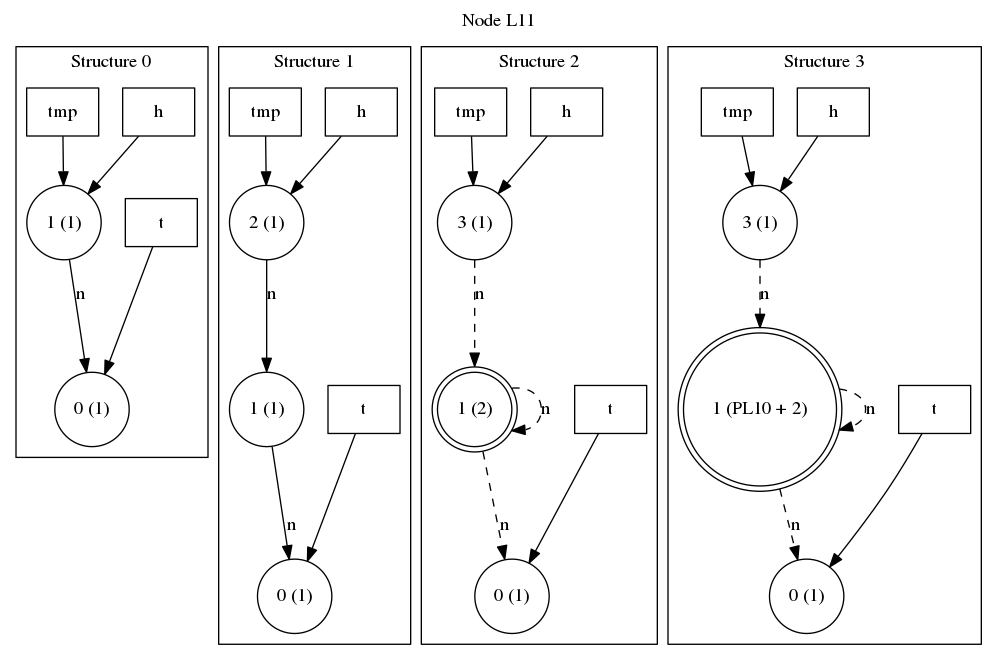 Node L11
Structure 0
tmp
h
1 (1)
t
n
0 (1)
Structure 1
tmp
h
2 (1)
n
1 (1)
t
n
0 (1)
Structure 2
tmp
h
3 (1)
n
1 (2)
n
t
n
0 (1)
Structure 3
tmp
h
3 (1)
n
1 (PL10 + 2)
n
t
n
0 (1)